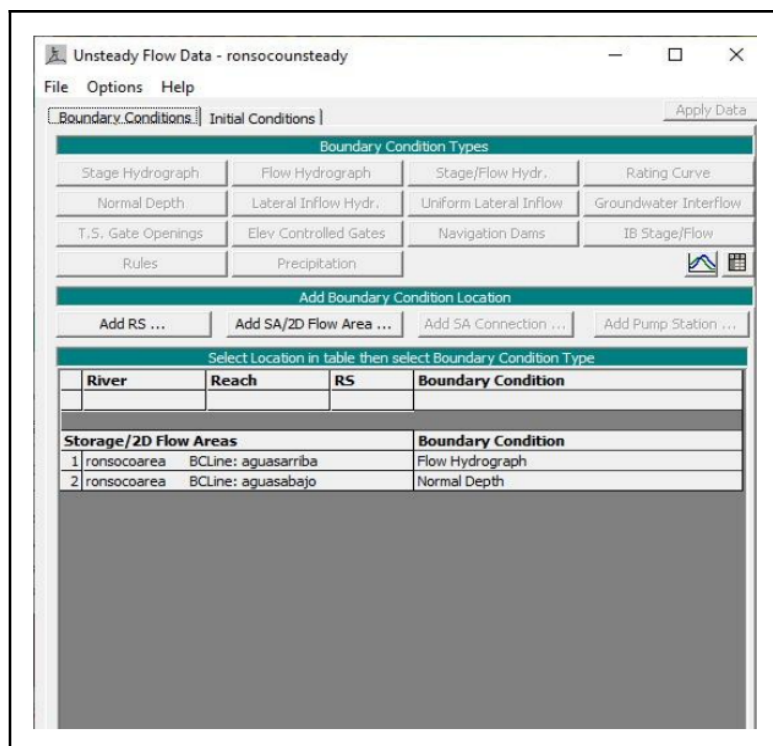 Unsteady Flow Data - ronsocounsteady
File Options Help
Boundary Conditions Initial Conditions Apply Data
Boundary Condition Types
Stage Hydrograph Flow Hydrograph Stage/Flow Hydr. Rating Curve
Normal Depth Lateral Inflow Hydr. Uniform Lateral Inflow Groundwater Interflow
T.S. Gate Openings Elev Controlled Gates Navigation Dams IB Stage/Flow
Rules Precipitation
Add Boundary Condition Location
Add RS ... Add SA/2D Flow Area ... Add SA Connection ... Add Pump Station ...
Select Location in table then select Boundary Condition Type
River Reach RS Boundary Condition
Storage/2D Flow Areas Boundary Condition
1 ronsocoarea BCLine: aguasarriba Flow Hydrograph
2 ronsocoarea BCLine: aguasabajo Normal Depth